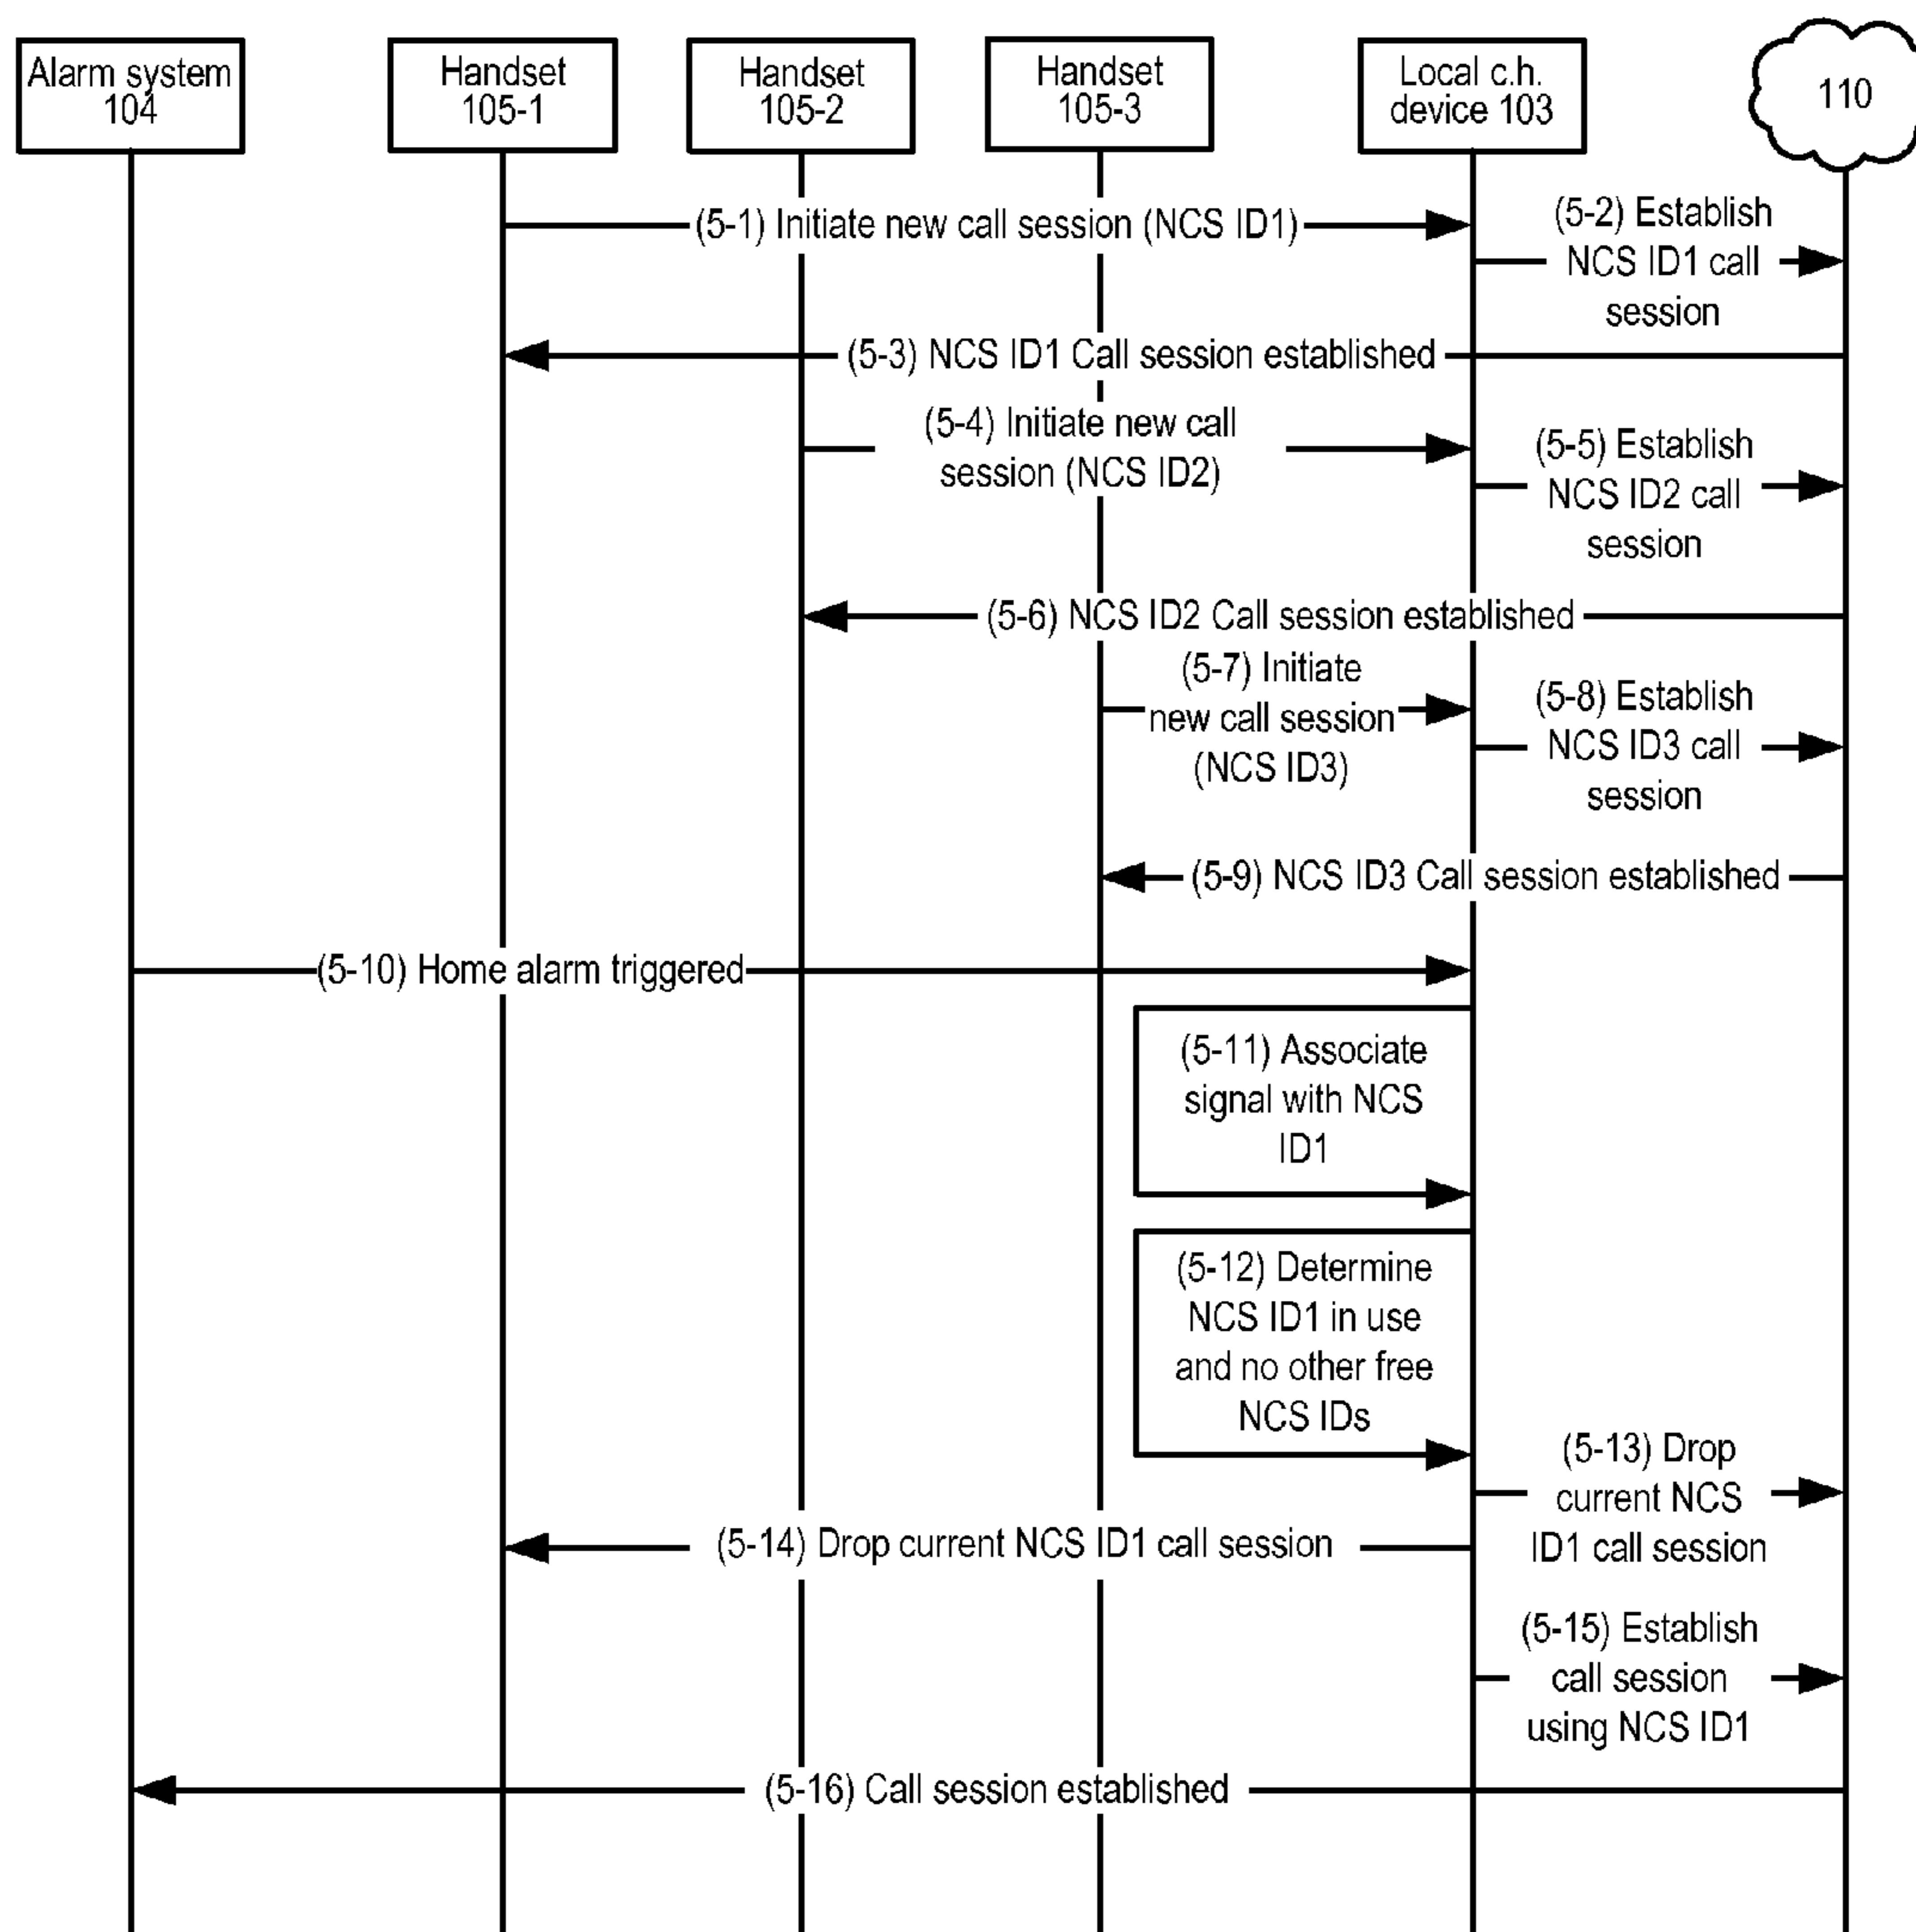 Alarm system
104
Handset
105-1
Handset
105-2
Handset
105-3
Local c.h.
device 103
110
(5-1) Initiate new call session (NCS ID1)
(5-2) Establish
NCS ID1 call
session
(5-3) NCS ID1 Call session established
(5-4) Initiate new call
session (NCS ID2)
(5-5) Establish
NCS ID2 call
session
(5-6) NCS ID2 Call session established
(5-7) Initiate
new call session
(NCS ID3)
(5-8) Establish
NCS ID3 call
session
(5-9) NCS ID3 Call session established
(5-10) Home alarm triggered
(5-11) Associate
signal with NCS
ID1
(5-12) Determine
NCS ID1 in use
and no other free
NCS IDs
(5-13) Drop
current NCS
ID1 call session
(5-14) Drop current NCS ID1 call session
(5-15) Establish
call session
using NCS ID1
(5-16) Call session established